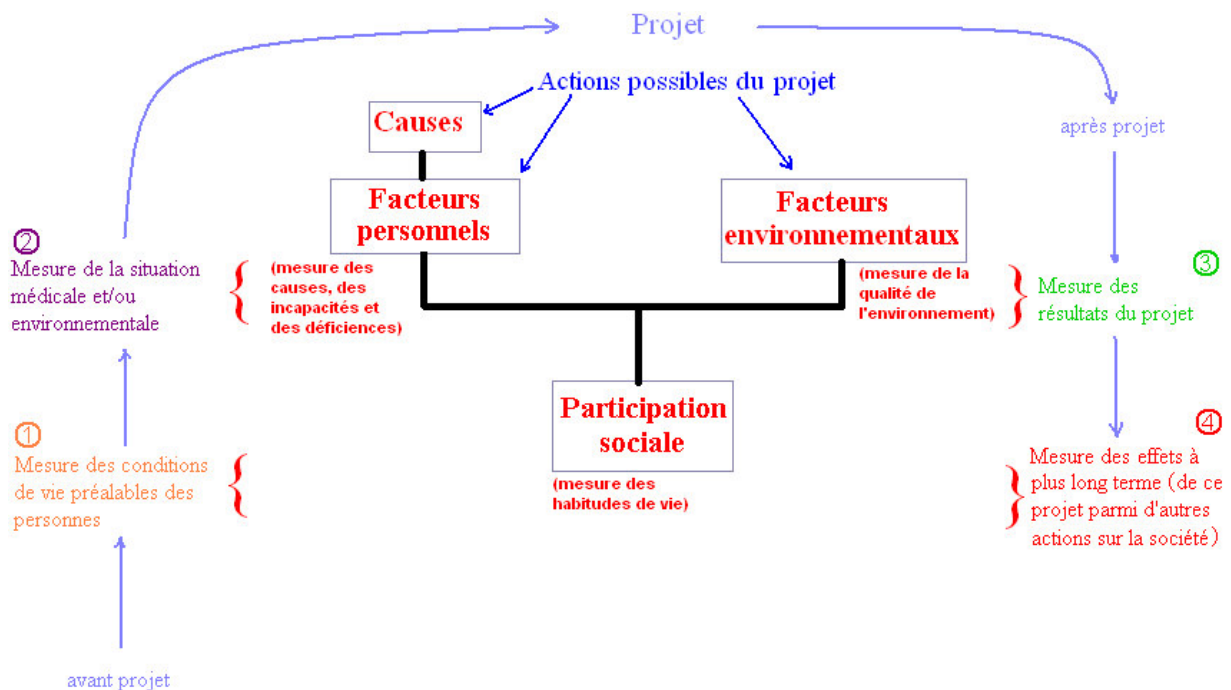 Projet
Actions possibles du projet
Causes
après projet
Facteurs
personnels
Facteurs
environnementaux
②
Mesure de la situation
médicale et/ou
environnementale
(mesure des
causes, des
incapacités et
des déficiences)
(mesure de la
qualité de
l'environnement)
③
Mesure des
résultats du projet
Participation
sociale
(mesure des
habitudes de vie)
①
Mesure des conditions
de vie préalables des
personnes
④
Mesure des effets à
plus long terme (de ce
projet parmi d'autres
actions sur la société)
avant projet